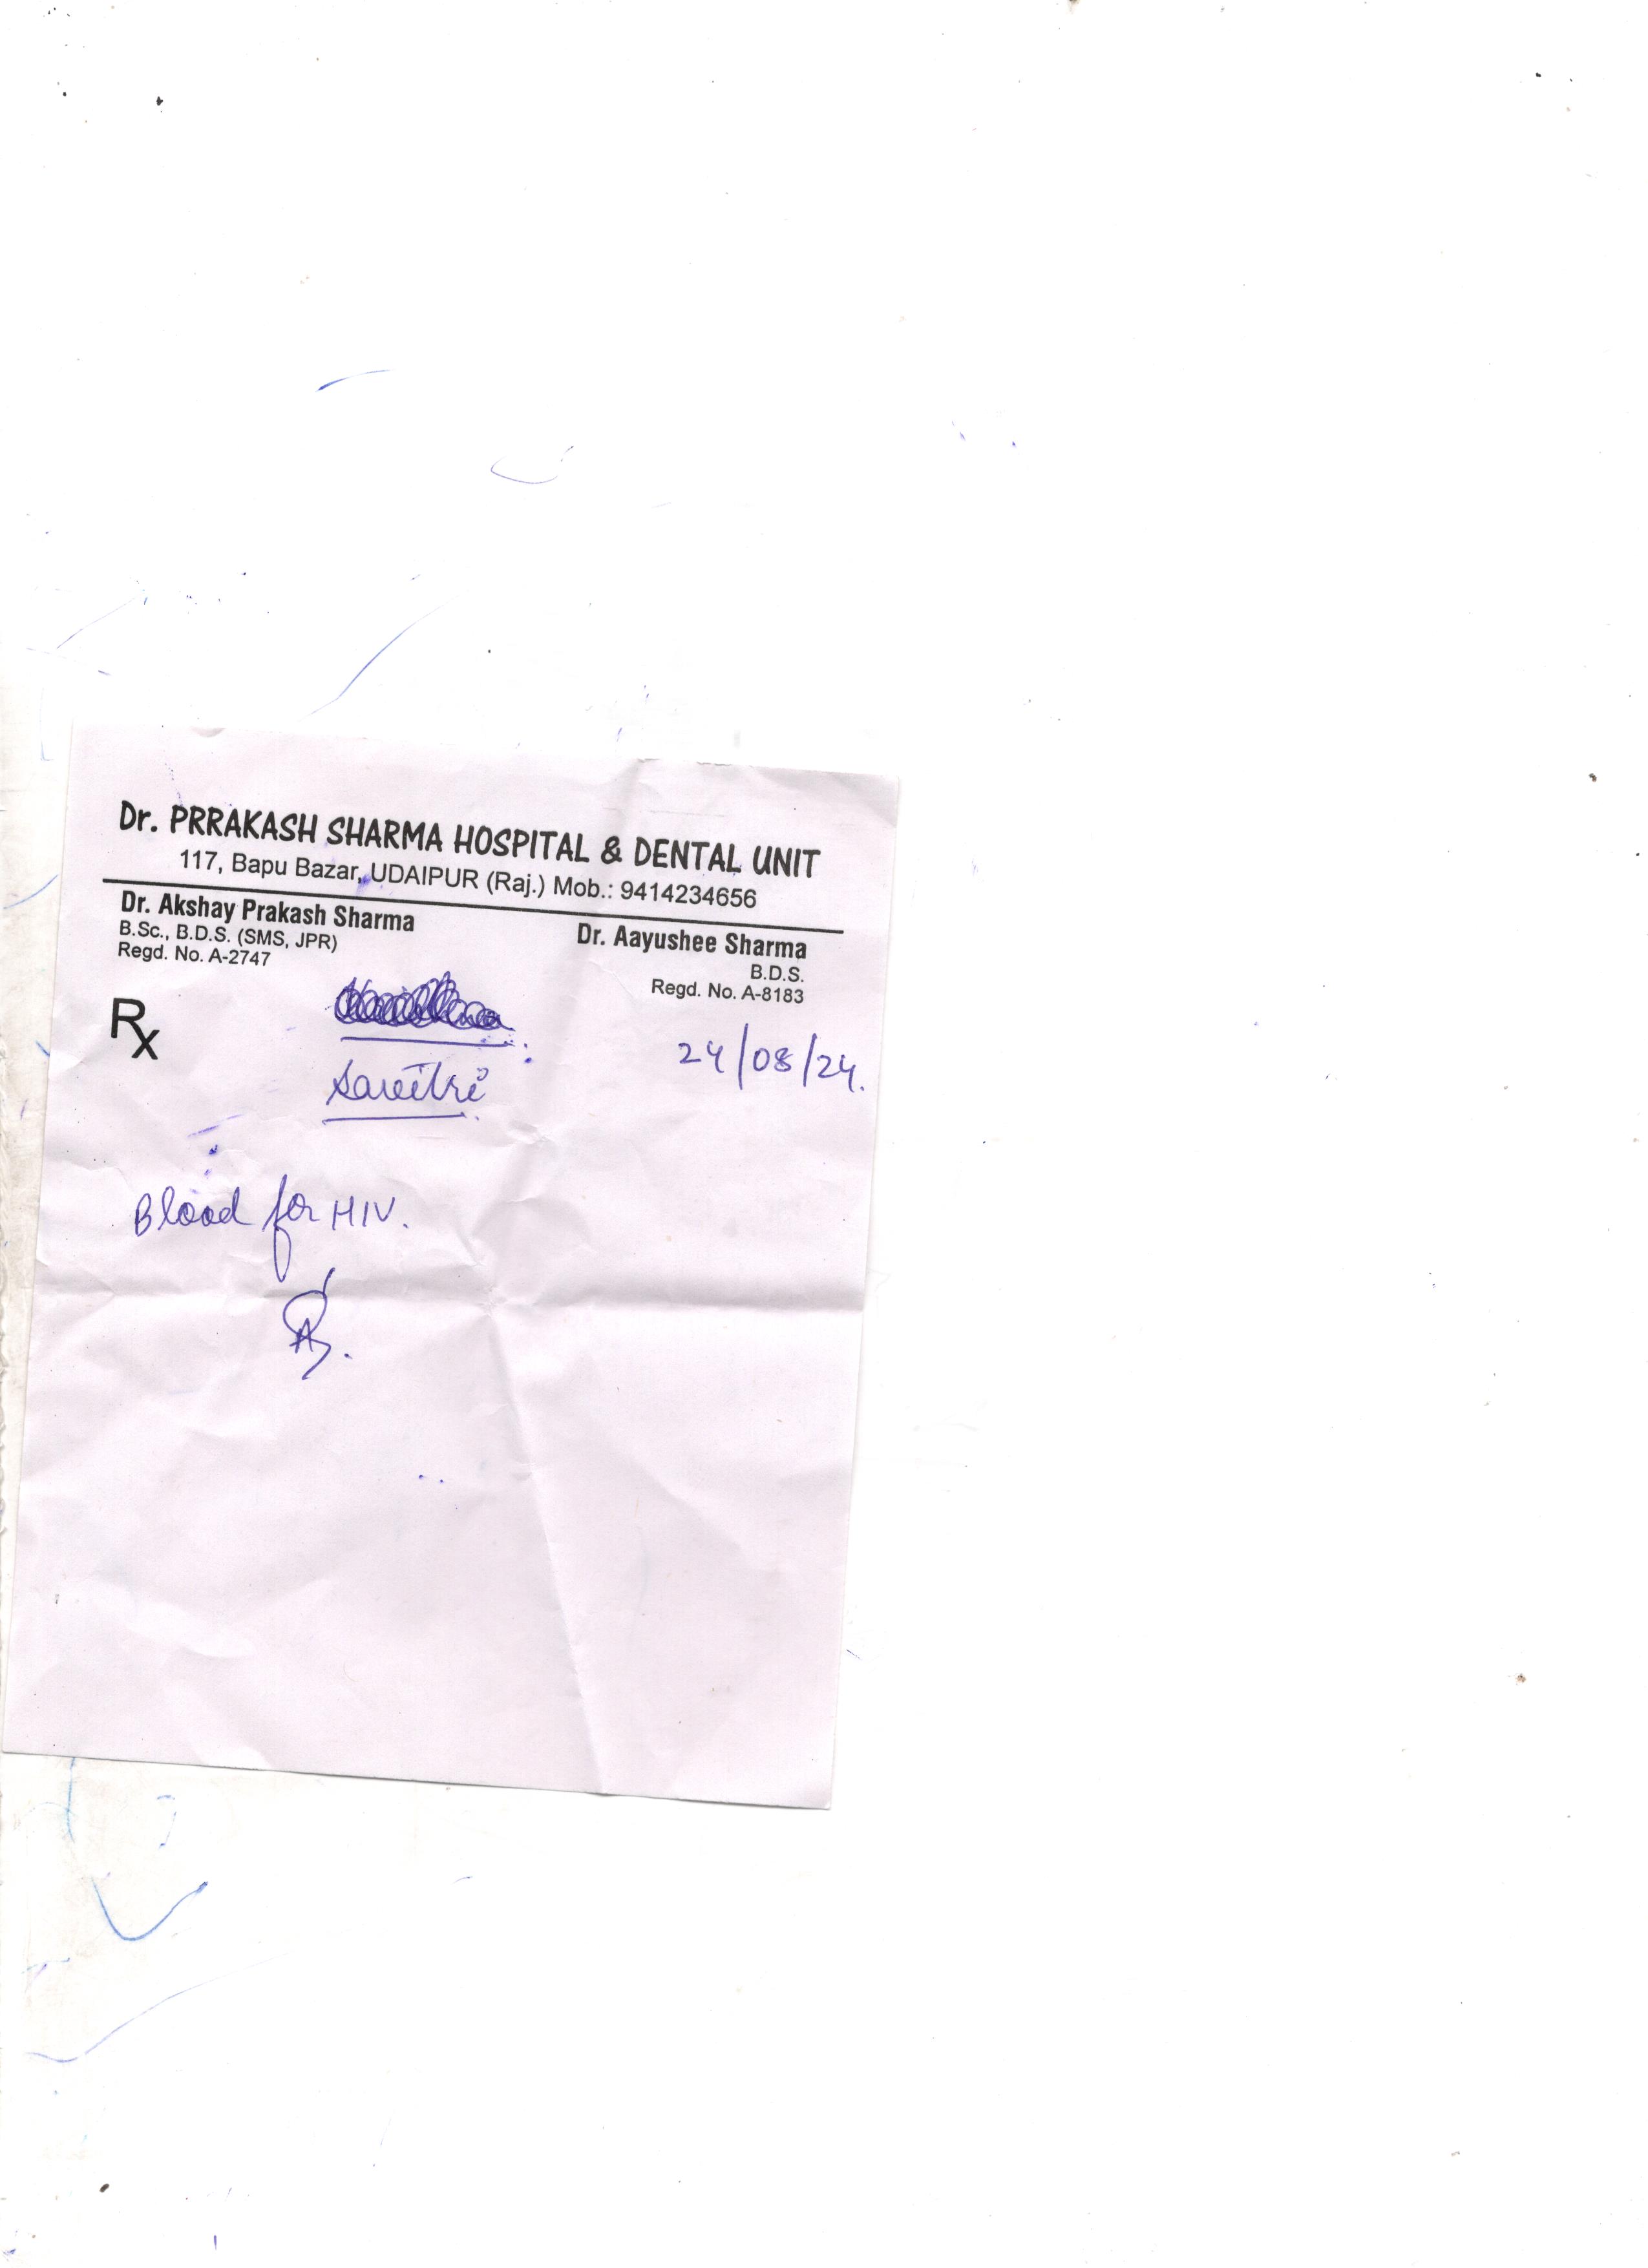 Dr. PRRAKASH SHARMA HOSPITAL & DENTAL UNIT
117, Bapu Bazar, UDAIPUR (Raj.) Mob.: 9414234656
Dr. Akshay Prakash Sharma
B.Sc., B.D.S. (SMS, JPR)
Regd. No. A-2747
Dr. Aayushee Sharma
B.D.S.
Regd. No. A-8183
Rx
24/08/24.
Savitri
Blood for HIV.